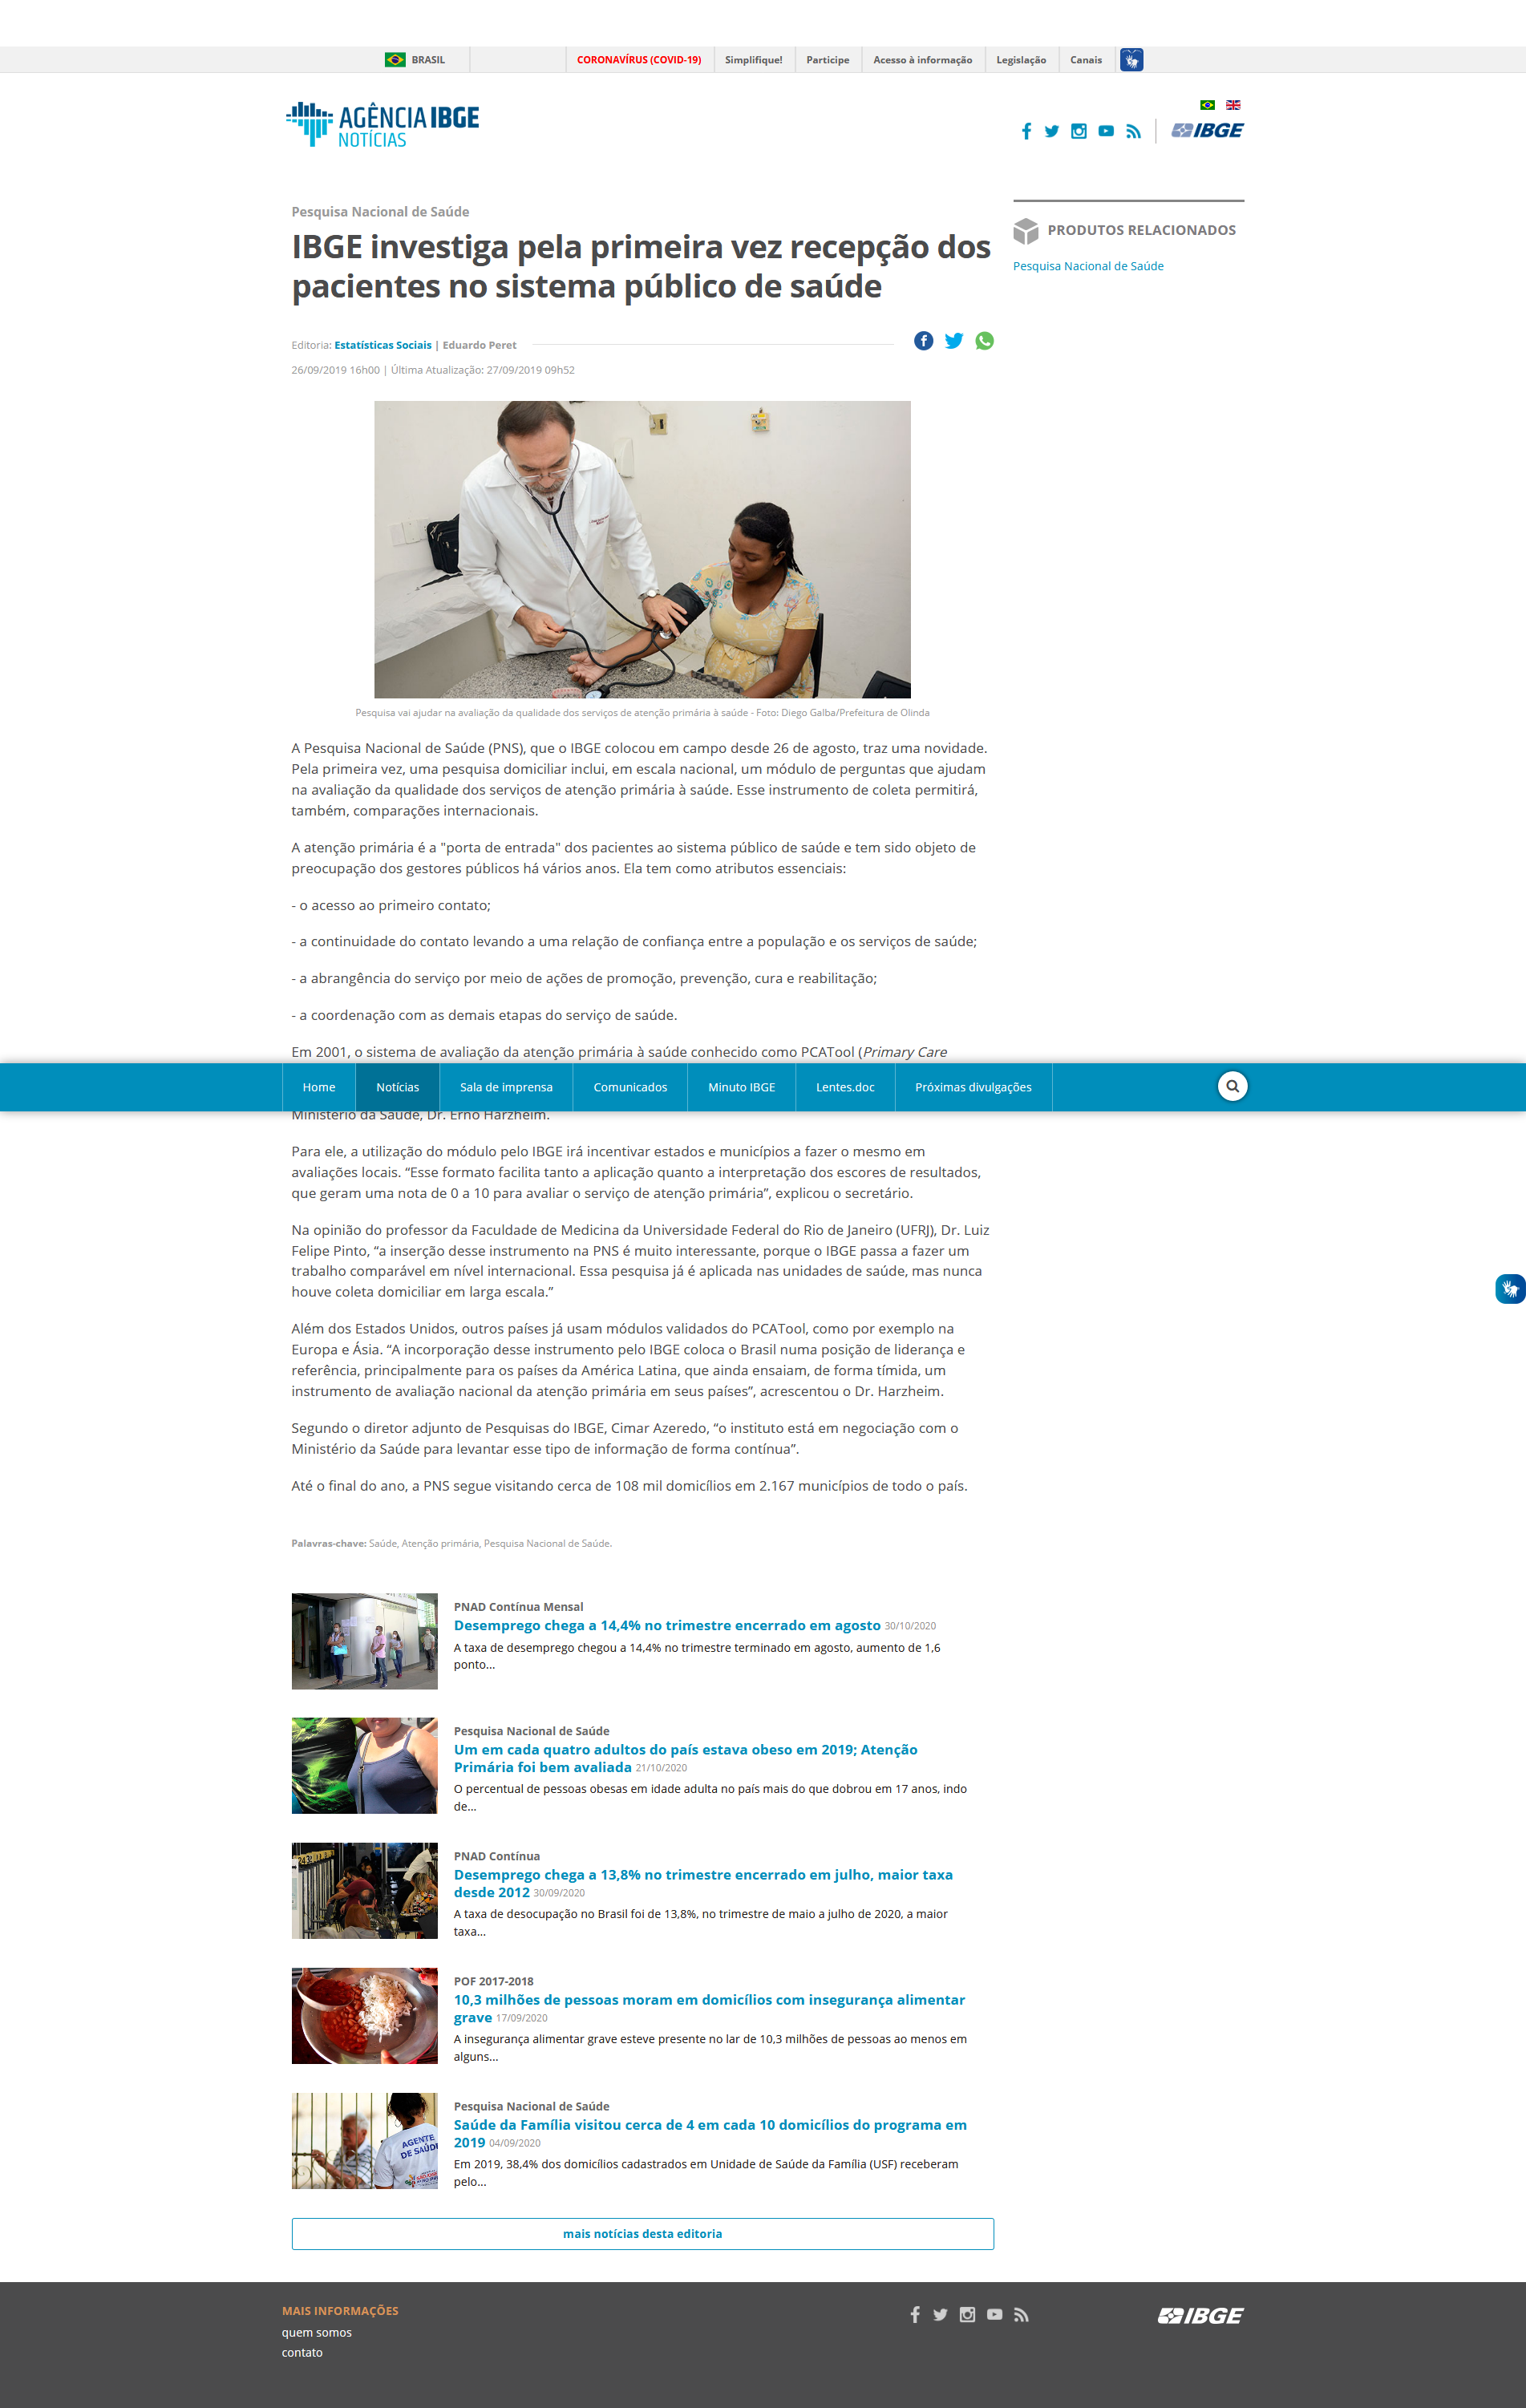 BRASIL
CORONAVÍRUS (COVID-19)
Simplifique!
Participe
Acesso à informação
Legislação
Canais
AGÊNCIA IBGE
NOTÍCIAS
IBGE
Pesquisa Nacional de Saúde
IBGE investiga pela primeira vez recepção dos
pacientes no sistema público de saúde
PRODUTOS RELACIONADOS
Pesquisa Nacional de Saúde
Editoria: Estatísticas Sociais | Eduardo Peret
26/09/2019 16h00 | Última Atualização: 27/09/2019 09h52
Pesquisa vai ajudar na avaliação da qualidade dos serviços de atenção primária à saúde - Foto: Diego Galba/Prefeitura de Olinda
A Pesquisa Nacional de Saúde (PNS), que o IBGE colocou em campo desde 26 de agosto, traz uma novidade.
Pela primeira vez, uma pesquisa domiciliar inclui, em escala nacional, um módulo de perguntas que ajudam
na avaliação da qualidade dos serviços de atenção primária à saúde. Esse instrumento de coleta permitirá,
também, comparações internacionais.
A atenção primária é a "porta de entrada" dos pacientes ao sistema público de saúde e tem sido objeto de
preocupação dos gestores públicos há vários anos. Ela tem como atributos essenciais:
- o acesso ao primeiro contato;
- a continuidade do contato levando a uma relação de confiança entre a população e os serviços de saúde;
- a abrangência do serviço por meio de ações de promoção, prevenção, cura e reabilitação;
- a coordenação com as demais etapas do serviço de saúde.
Em 2001, o sistema de avaliação da atenção primária à saúde conhecido como PCATool (Primary Care
Home
Notícias
Sala de imprensa
Comunicados
Minuto IBGE
Lentes.doc
Próximas divulgações
Ministério da Saúde, Dr. Erno Harzheim.
Para ele, a utilização do módulo pelo IBGE irá incentivar estados e municípios a fazer o mesmo em
avaliações locais. “Esse formato facilita tanto a aplicação quanto a interpretação dos escores de resultados,
que geram uma nota de 0 a 10 para avaliar o serviço de atenção primária”, explicou o secretário.
Na opinião do professor da Faculdade de Medicina da Universidade Federal do Rio de Janeiro (UFRJ), Dr. Luiz
Felipe Pinto, “a inserção desse instrumento na PNS é muito interessante, porque o IBGE passa a fazer um
trabalho comparável em nível internacional. Essa pesquisa já é aplicada nas unidades de saúde, mas nunca
houve coleta domiciliar em larga escala.”
Além dos Estados Unidos, outros países já usam módulos validados do PCATool, como por exemplo na
Europa e Ásia. “A incorporação desse instrumento pelo IBGE coloca o Brasil numa posição de liderança e
referência, principalmente para os países da América Latina, que ainda ensaiam, de forma tímida, um
instrumento de avaliação nacional da atenção primária em seus países”, acrescentou o Dr. Harzheim.
Segundo o diretor adjunto de Pesquisas do IBGE, Cimar Azeredo, “o instituto está em negociação com o
Ministério da Saúde para levantar esse tipo de informação de forma contínua”.
Até o final do ano, a PNS segue visitando cerca de 108 mil domicílios em 2.167 municípios de todo o país.
Palavras-chave: Saúde, Atenção primária, Pesquisa Nacional de Saúde.
PNAD Contínua Mensal
Desemprego chega a 14,4% no trimestre encerrado em agosto 30/10/2020
A taxa de desemprego chegou a 14,4% no trimestre terminado em agosto, aumento de 1,6
ponto...
Pesquisa Nacional de Saúde
Um em cada quatro adultos do país estava obeso em 2019; Atenção
Primária foi bem avaliada 21/10/2020
O percentual de pessoas obesas em idade adulta no país mais do que dobrou em 17 anos, indo
de...
PNAD Contínua
Desemprego chega a 13,8% no trimestre encerrado em julho, maior taxa
desde 2012 30/09/2020
A taxa de desocupação no Brasil foi de 13,8%, no trimestre de maio a julho de 2020, a maior
taxa...
POF 2017-2018
10,3 milhões de pessoas moram em domicílios com insegurança alimentar
grave 17/09/2020
A insegurança alimentar grave esteve presente no lar de 10,3 milhões de pessoas ao menos em
alguns...
AGENTE
DE SAÚDE
Pesquisa Nacional de Saúde
Saúde da Família visitou cerca de 4 em cada 10 domicílios do programa em
2019 04/09/2020
Em 2019, 38,4% dos domicílios cadastrados em Unidade de Saúde da Família (USF) receberam
pelo...
mais notícias desta editoria
MAIS INFORMAÇÕES
quem somos
contato
IBGE